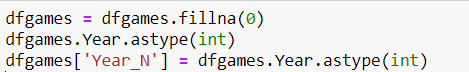 dfgames = dfgames.fillna(0)
dfgames.Year.astype(int)
dfgames['Year_N'] = dfgames.Year.astype(int)